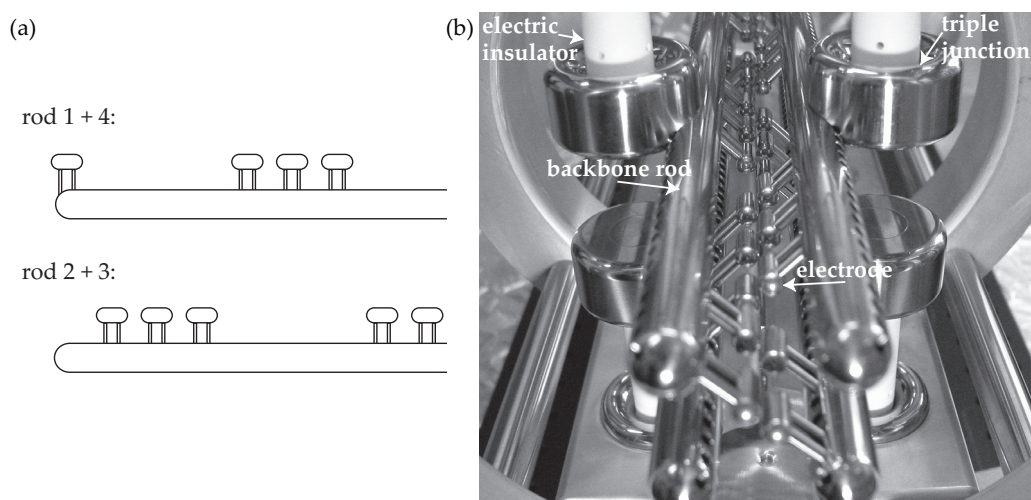 (a)
rod 1 + 4:
rod 2 + 3:
(b)
electric
insulator
triple
junction
backbone rod
electrode